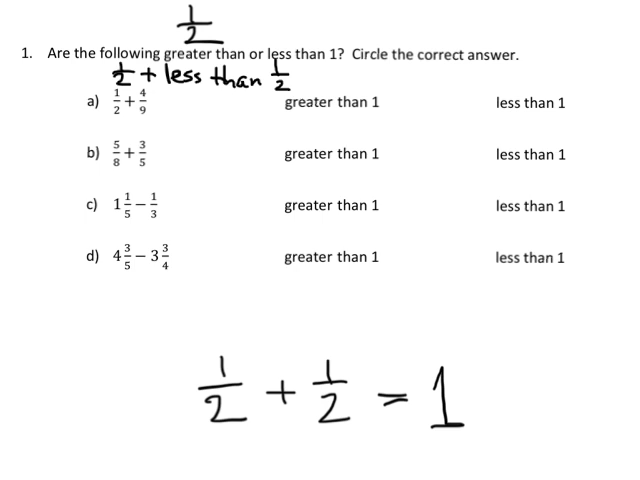 1/2
1. Are the following greater than or less than 1? Circle the correct answer.
1/2 + less than 1/2
a) 1/2 + 4/9 greater than 1 less than 1
b) 5/8 + 3/5 greater than 1 less than 1
c) 1 1/5 − 1/3 greater than 1 less than 1
d) 4 3/5 − 3 3/4 greater than 1 less than 1
1/2 + 1/2 = 1